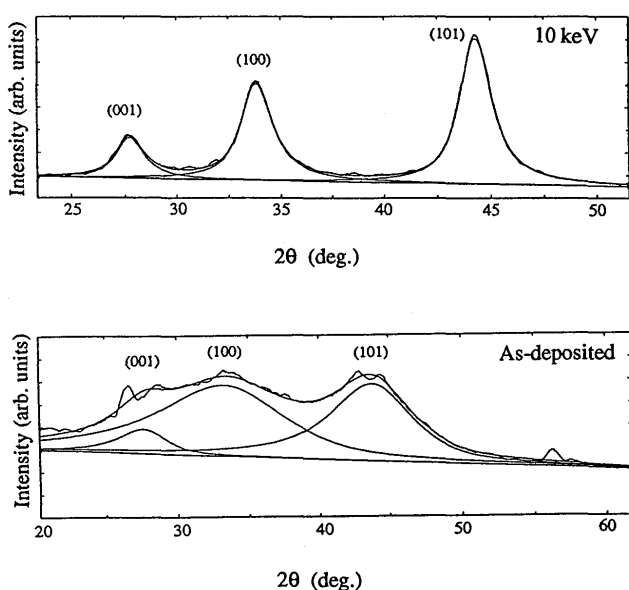 10 keV
(101)
(100)
(001)
Intensity (arb. units)
25 30 35 40 45 50
2θ (deg.)
As-deposited
(001) (100) (101)
Intensity (arb. units)
20 30 40 50 60
2θ (deg.)